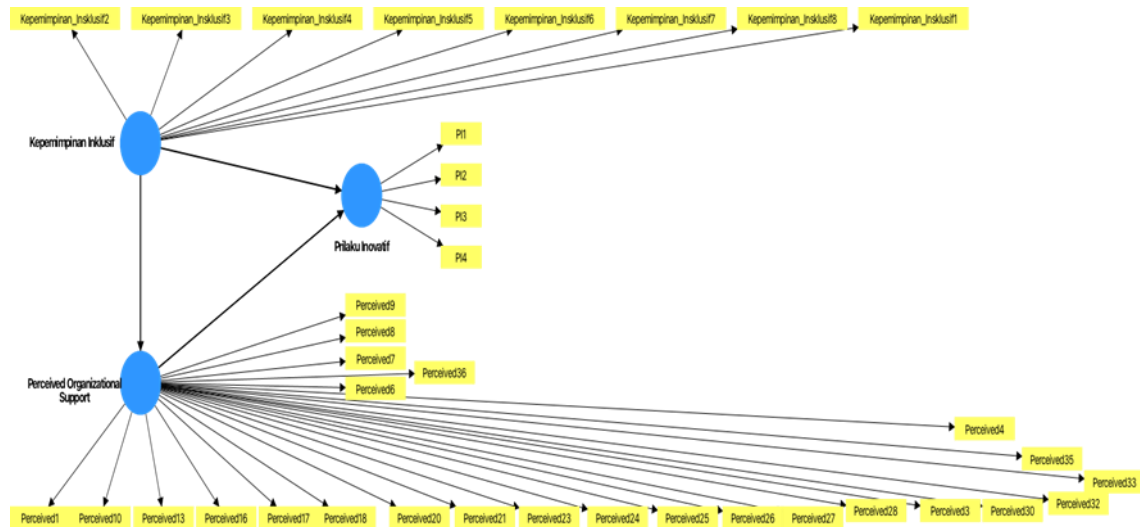 Kepemimpinan_Insklusif2
Kepemimpinan_Insklusif3
Kepemimpinan_Insklusif4
Kepemimpinan_Insklusif5
Kepemimpinan_Insklusif6
Kepemimpinan_Insklusif7
Kepemimpinan_Insklusif8
Kepemimpinan_Insklusif1
Kepemimpinan Inklusif
PI1
PI2
PI3
PI4
Prilaku Inovatif
Perceived9
Perceived8
Perceived7
Perceived36
Perceived6
Perceived Organizational
Support
Perceived4
Perceived35
Perceived33
Perceived32
Perceived1
Perceived10
Perceived13
Perceived16
Perceived17
Perceived18
Perceived20
Perceived21
Perceived23
Perceived24
Perceived25
Perceived26
Perceived27
Perceived28
Perceived3
Perceived30